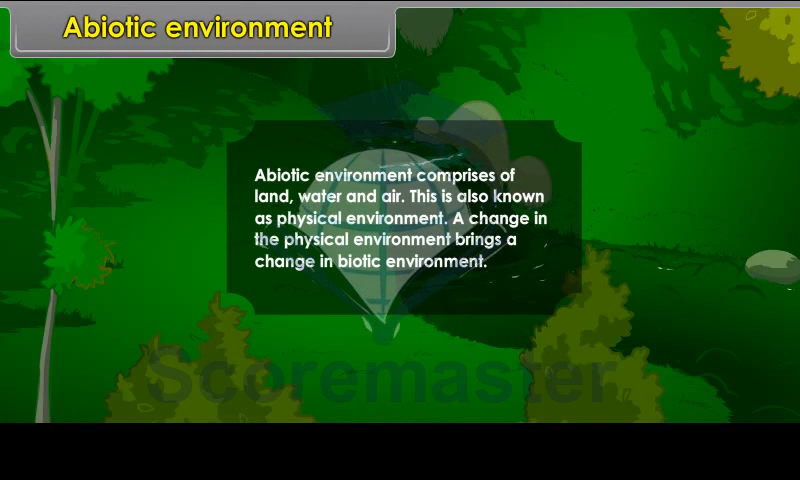 Abiotic environment
Abiotic environment comprises of
land, water and air. This is also known
as physical environment. A change in
the physical environment brings a
change in biotic environment.
Scoremaster